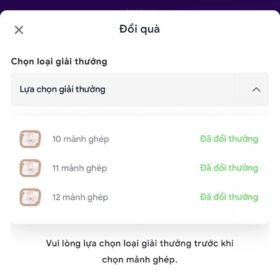 Đổi quà
Chọn loại giải thưởng
Lựa chọn giải thưởng
10 mảnh ghép Đã đổi thưởng
11 mảnh ghép Đã đổi thưởng
12 mảnh ghép Đã đổi thưởng
Vui lòng lựa chọn loại giải thưởng trước khi
chọn mảnh ghép.